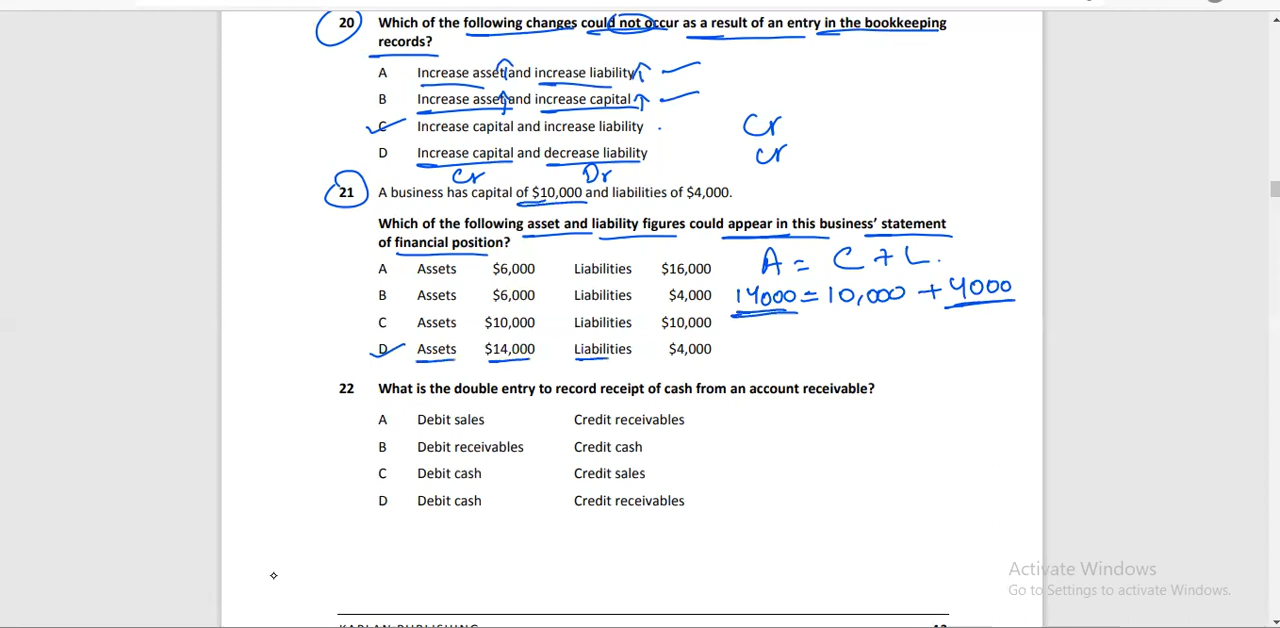 20 Which of the following changes could not occur as a result of an entry in the bookkeeping
records?
A Increase asset and increase liability
B Increase asset and increase capital
C Increase capital and increase liability Cr
D Increase capital and decrease liability Cr
Cr Dr
21 A business has capital of $10,000 and liabilities of $4,000.
Which of the following asset and liability figures could appear in this business' statement
of financial position?
A Assets $6,000 Liabilities $16,000 A = C + L.
B Assets $6,000 Liabilities $4,000 14000 = 10,000 + 4000
C Assets $10,000 Liabilities $10,000
D Assets $14,000 Liabilities $4,000
22 What is the double entry to record receipt of cash from an account receivable?
A Debit sales Credit receivables
B Debit receivables Credit cash
C Debit cash Credit sales
D Debit cash Credit receivables
Activate Windows
Go to Settings to activate Windows.